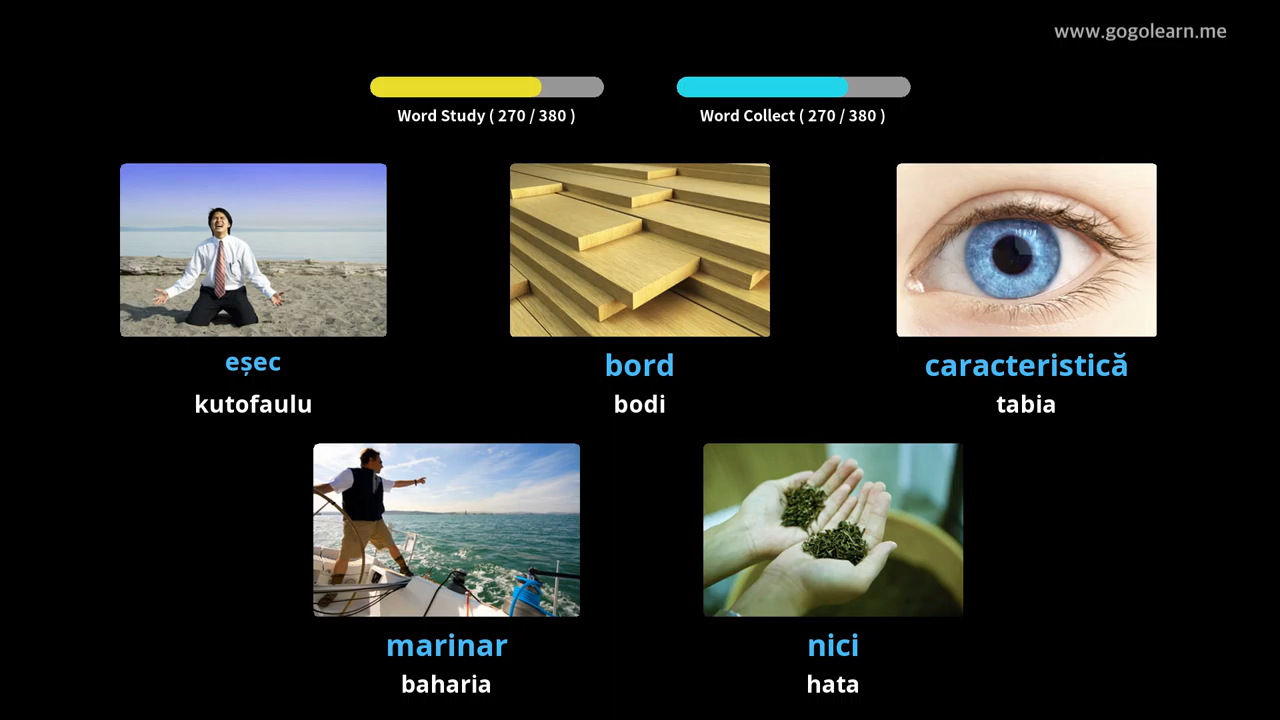 www.gogolearn.me
Word Study ( 270 / 380 )
Word Collect ( 270 / 380 )
eșec
kutofaulu
bord
bodi
caracteristică
tabia
marinar
baharia
nici
hata